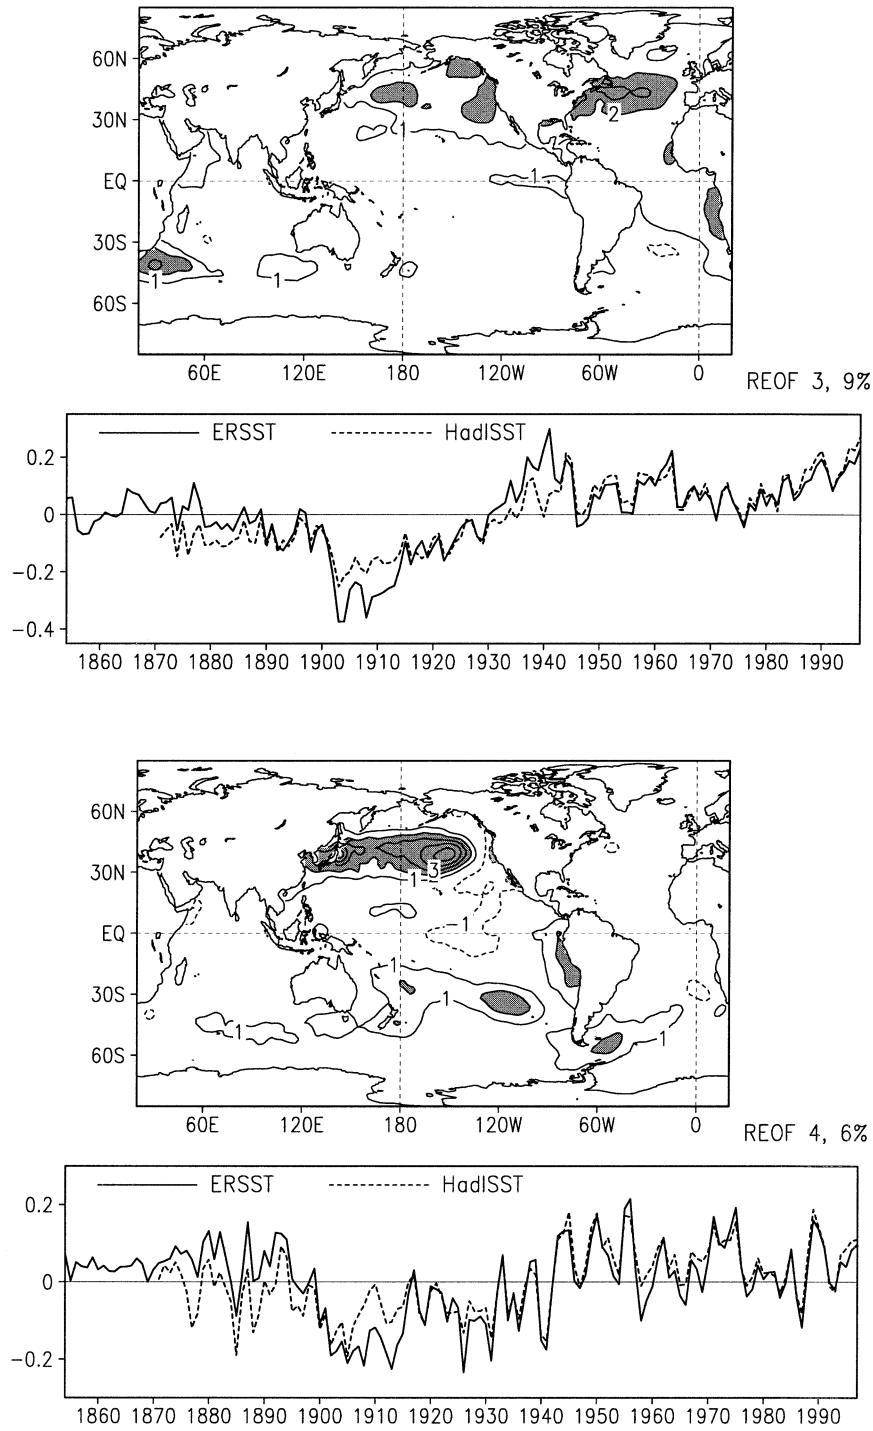 60N
30N
EQ
30S
60S
1
2
1
1
1
60E 120E 180 120W 60W 0
REOF 3, 9%
ERSST HadISST
0.2
0
−0.2
−0.4
1860 1870 1880 1890 1900 1910 1920 1930 1940 1950 1960 1970 1980 1990
60N
30N
EQ
30S
60S
3
1
−1
1
1
1
1
60E 120E 180 120W 60W 0
REOF 4, 6%
ERSST HadISST
0.2
0
−0.2
1860 1870 1880 1890 1900 1910 1920 1930 1940 1950 1960 1970 1980 1990